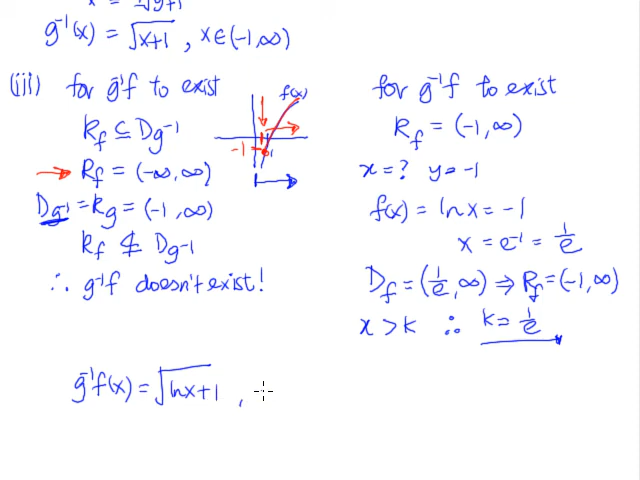 g⁻¹(x) = √x+1 , x∈(-1,∞)
(iii) for g⁻¹f to exist
R_f ⊆ D_g⁻¹
→ R_f = (-∞,∞)
D_g⁻¹ = R_g = (-1,∞)
R_f ⊈ D_g⁻¹
∴ g⁻¹f doesn't exist!
f(x)
-1
for g⁻¹f to exist
R_f = (-1,∞)
x=? y=-1
f(x) = lnx = -1
x = e⁻¹ = 1/e
D_f = (1/e,∞) ⇒ R_f = (-1,∞)
x > k ∴ k = 1/e
g⁻¹f(x) = √lnx+1 ,